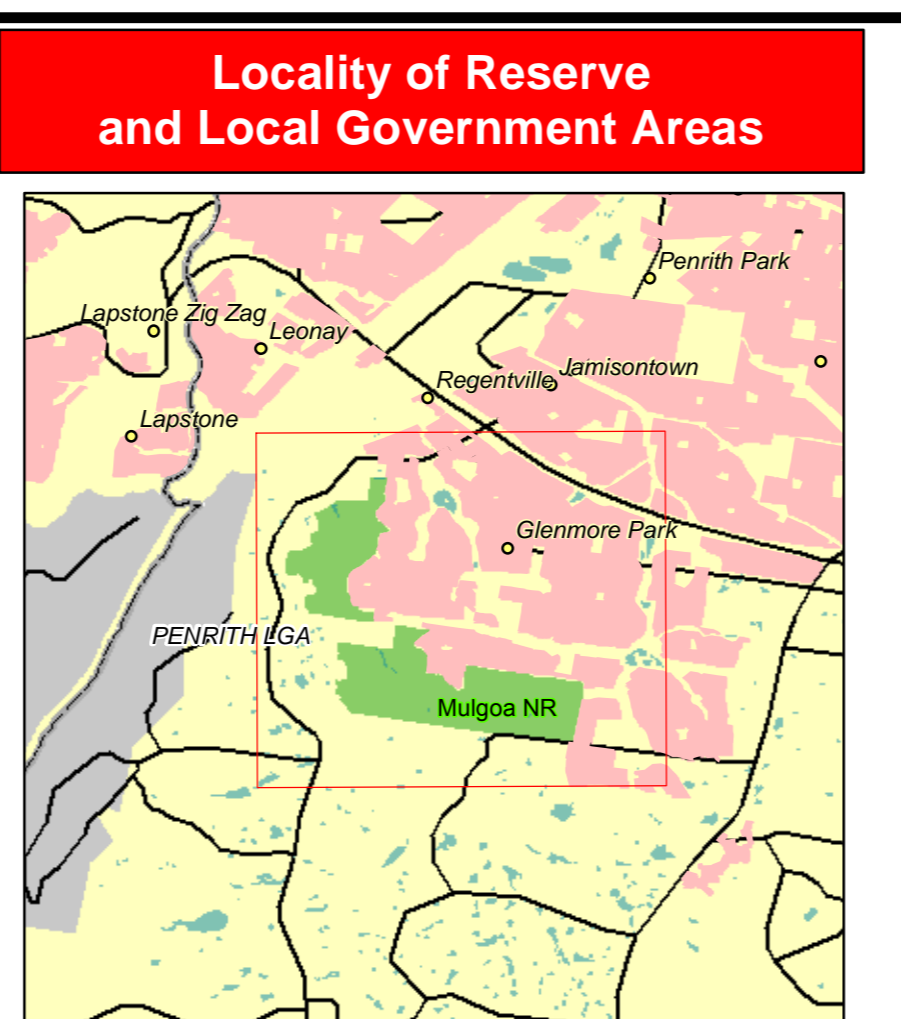 Locality of Reserve
and Local Government Areas
Penrith Park
Lapstone Zig Zag
Leonay
Jamisontown
Regentville
Lapstone
Glenmore Park
PENRITH LGA
Mulgoa NR